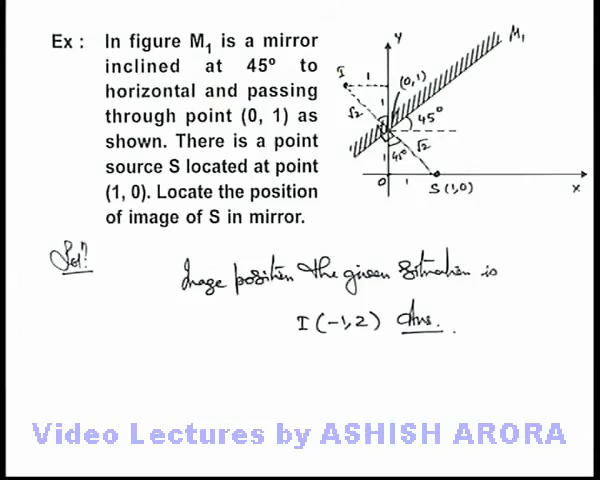 Ex : In figure M1 is a mirror
inclined at 45º to
horizontal and passing
through point (0, 1) as
shown. There is a point
source S located at point
(1, 0). Locate the position
of image of S in mirror.
Y
M1
I
1
(0,1)
√2
1
45°
1
45°
√2
O
1
S (1,0)
X
Sol?
Image position the given situation is
I (-1, 2) Ans.
Video Lectures by ASHISH ARORA